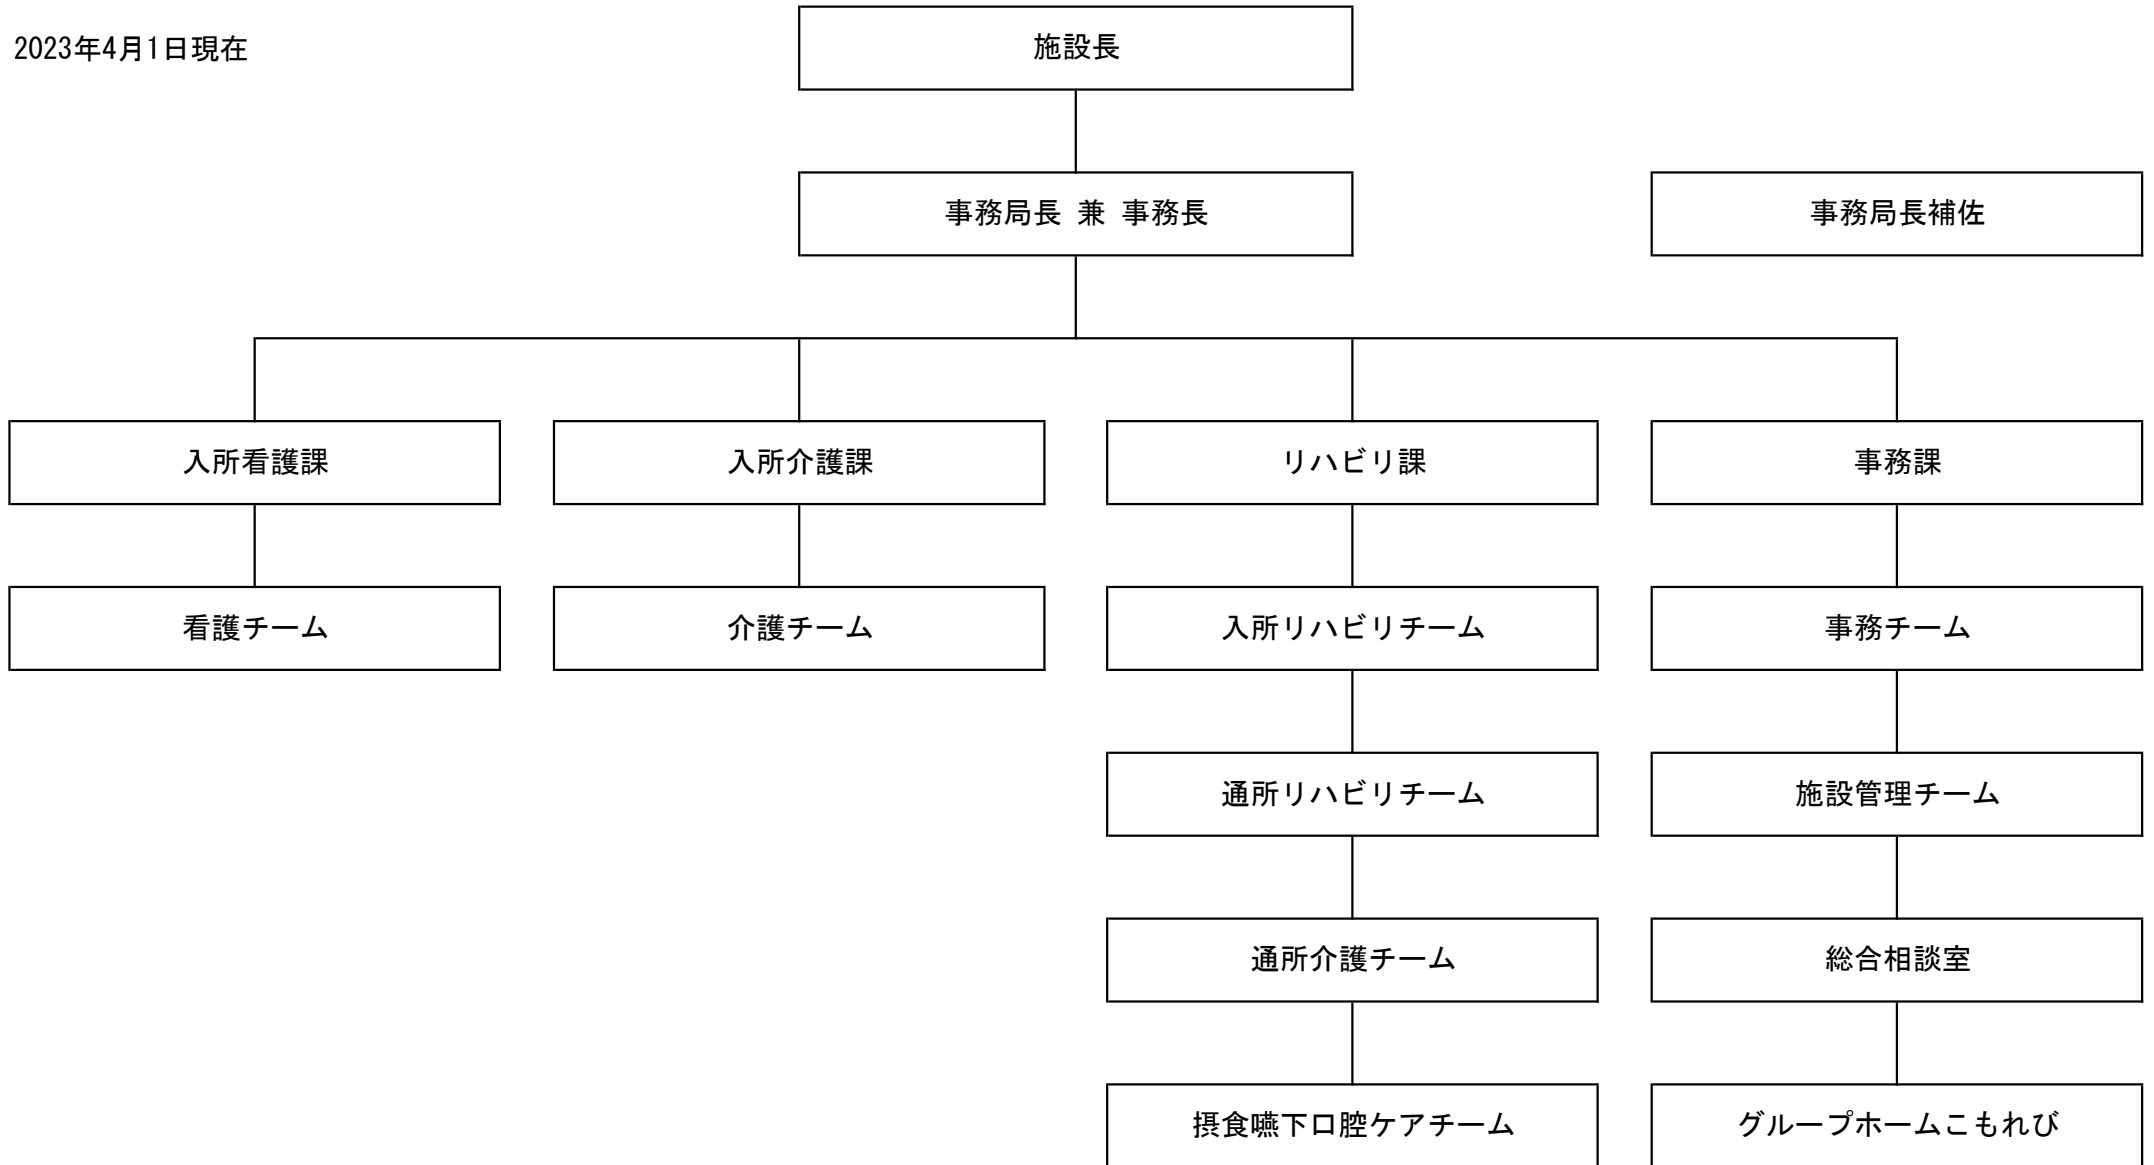 2023年4月1日現在
施設長
事務局長 兼 事務長
事務局長補佐
入所看護課
入所介護課
リハビリ課
事務課
看護チーム
介護チーム
入所リハビリチーム
事務チーム
通所リハビリチーム
施設管理チーム
通所介護チーム
総合相談室
摂食嚥下口腔ケアチーム
グループホームこもれび